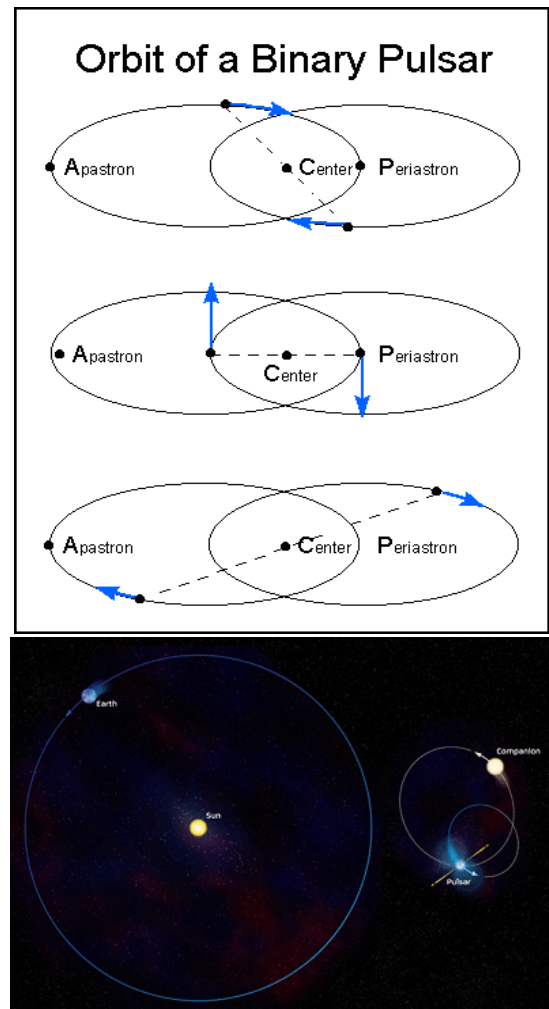 Orbit of a Binary Pulsar
Apastron Center Periastron
Apastron Periastron
Center
Apastron Center Periastron
Earth
Companion
Sun
Pulsar